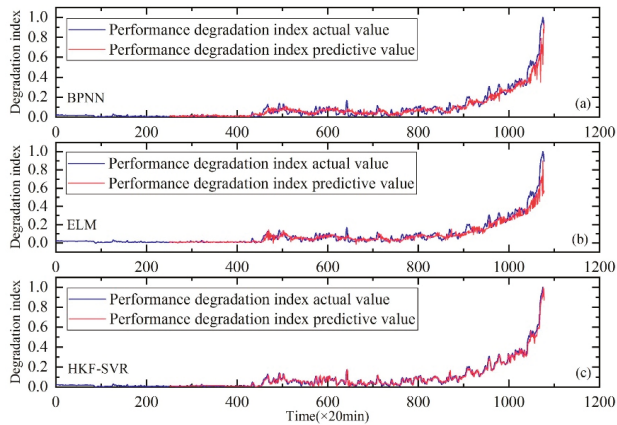 1.0
Performance degradation index actual value
0.8
Performance degradation index predictive value
0.6
0.4
0.2
BPNN
(a)
0.0
Degradation index
0 200 400 600 800 1000 1200
1.0
Performance degradation index actual value
0.8
Performance degradation index predictive value
0.6
0.4
0.2
ELM
(b)
0.0
Degradation index
0 200 400 600 800 1000 1200
1.0
Performance degradation index actual value
0.8
Performance degradation index predictive value
0.6
0.4
0.2
HKF-SVR
(c)
0.0
Degradation index
0 200 400 600 800 1000 1200
Time(×20min)